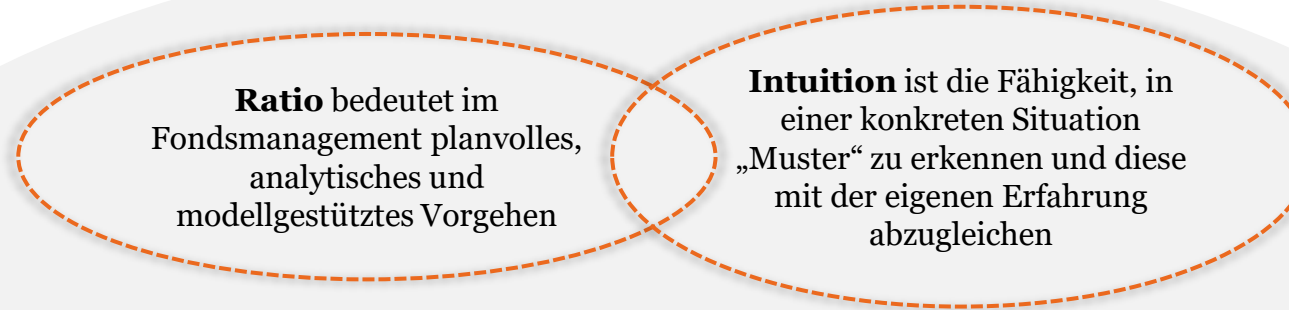 Ratio bedeutet im
Fondsmanagement planvolles,
analytisches und
modellgestütztes Vorgehen
Intuition ist die Fähigkeit, in
einer konkreten Situation
„Muster“ zu erkennen und diese
mit der eigenen Erfahrung
abzugleichen